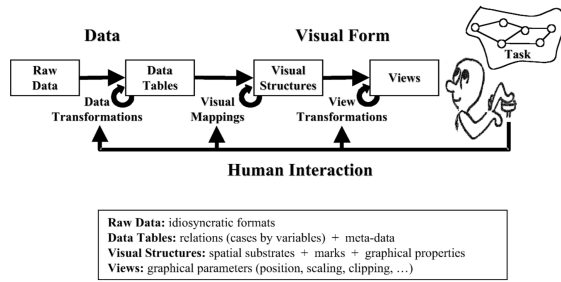 Data
Visual Form
Task
Raw
Data
Data
Tables
Visual
Structures
Views
Data
Transformations
Visual
Mappings
View
Transformations
Human Interaction
Raw Data: idiosyncratic formats
Data Tables: relations (cases by variables) + meta-data
Visual Structures: spatial substrates + marks + graphical properties
Views: graphical parameters (position, scaling, clipping, …)